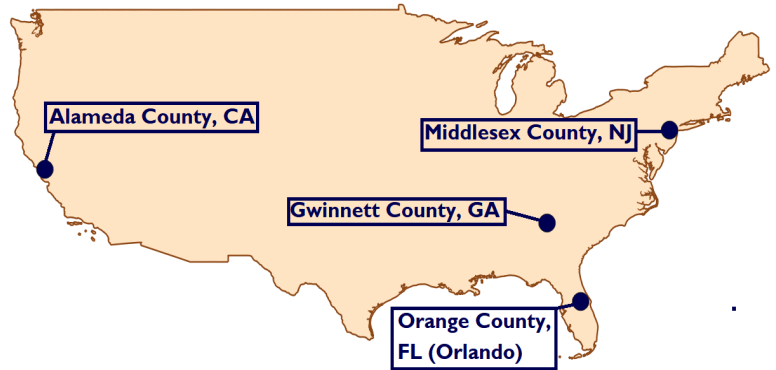 Alameda County, CA
Middlesex County, NJ
Gwinnett County, GA
Orange County,
FL (Orlando)